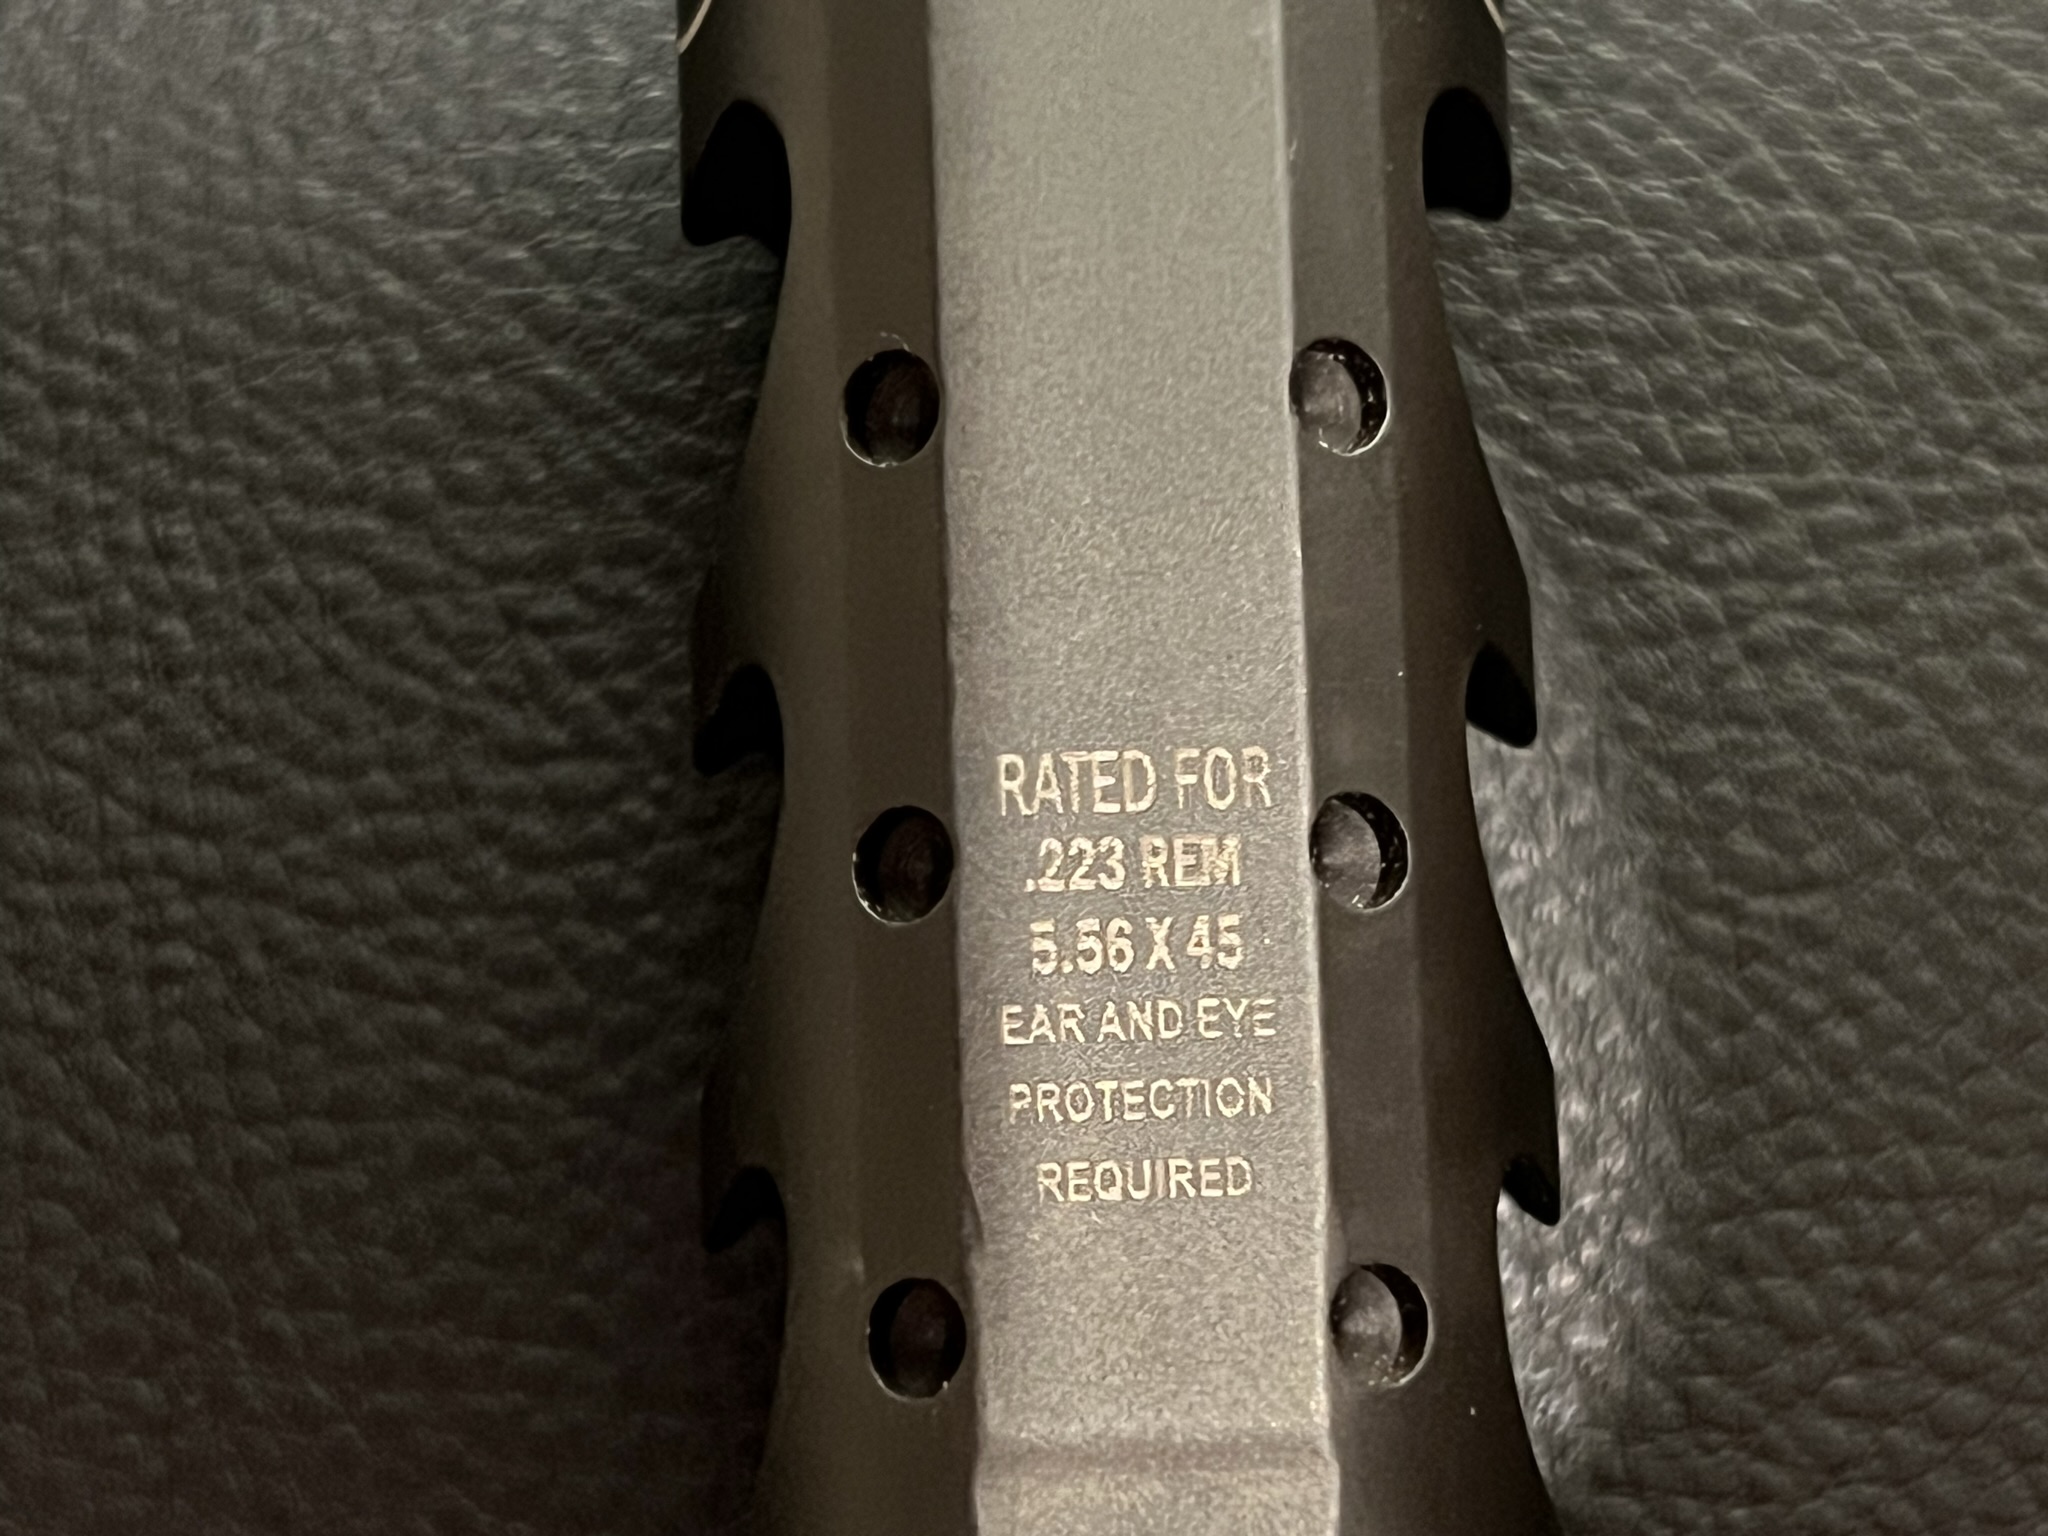 RATED FOR
.223 REM
5.56 X 45
EAR AND EYE
PROTECTION
REQUIRED